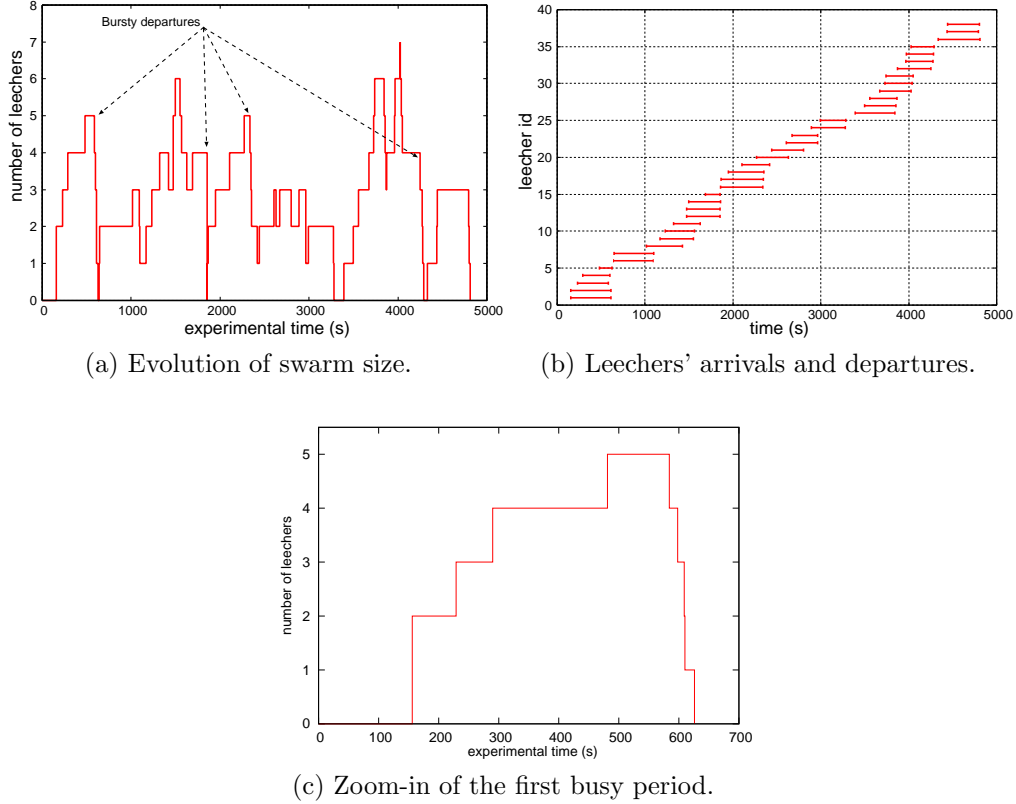 8
7
6
5
4
3
2
1
0
number of leechers
Bursty departures
0 1000 2000 3000 4000 5000
experimental time (s)
(a) Evolution of swarm size.
40
35
30
25
20
15
10
5
0
leecher id
0 1000 2000 3000 4000 5000
time (s)
(b) Leechers’ arrivals and departures.
5
4
3
2
1
0
number of leechers
0 100 200 300 400 500 600 700
experimental time (s)
(c) Zoom-in of the first busy period.